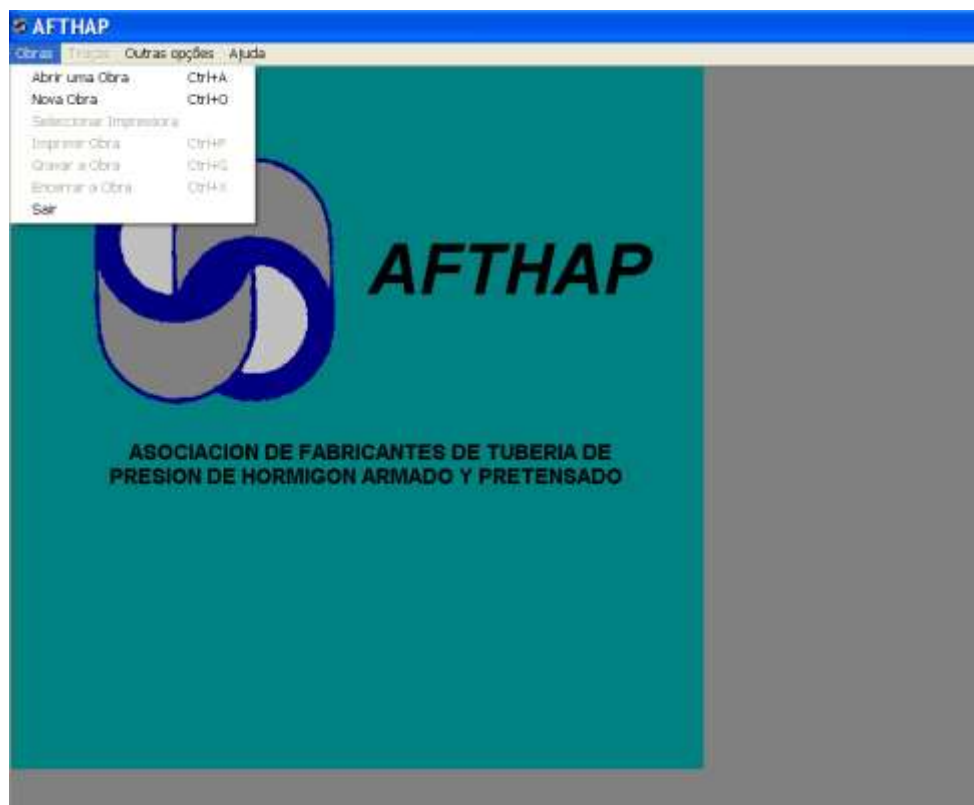 AFTHAP
Obras Traços Outras opções Ajuda
Abrir uma Obra Ctrl+A
Nova Obra Ctrl+O
Seleccionar Impressora
Imprimir Obra Ctrl+P
Gravar a Obra Ctrl+G
Encerrar a Obra Ctrl+X
Sair
AFTHAP
ASOCIACION DE FABRICANTES DE TUBERIA DE
PRESION DE HORMIGON ARMADO Y PRETENSADO